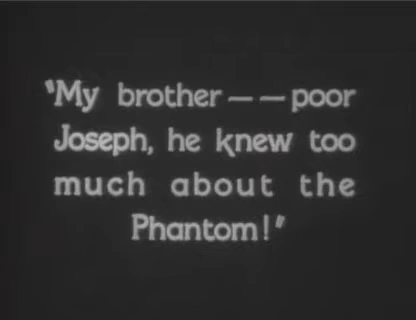 "My brother — — poor
Joseph, he knew too
much about the
Phantom!"